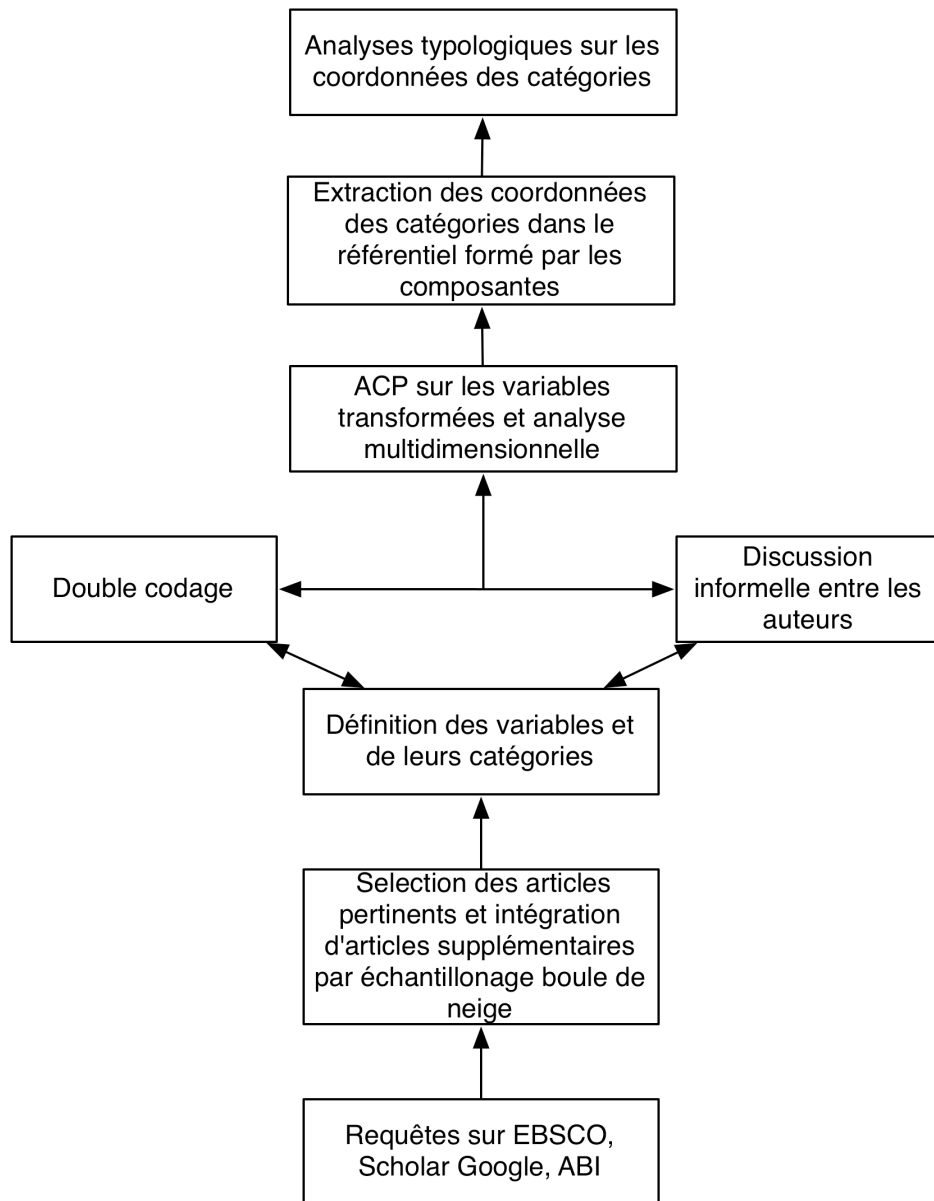 Analyses typologiques sur les
coordonnées des catégories
Extraction des coordonnées
des catégories dans le
référentiel formé par les
composantes
ACP sur les variables
transformées et analyse
multidimensionnelle
Double codage
Discussion
informelle entre les
auteurs
Définition des variables et
de leurs catégories
Selection des articles
pertinents et intégration
d'articles supplémentaires
par échantillonage boule de
neige
Requêtes sur EBSCO,
Scholar Google, ABI